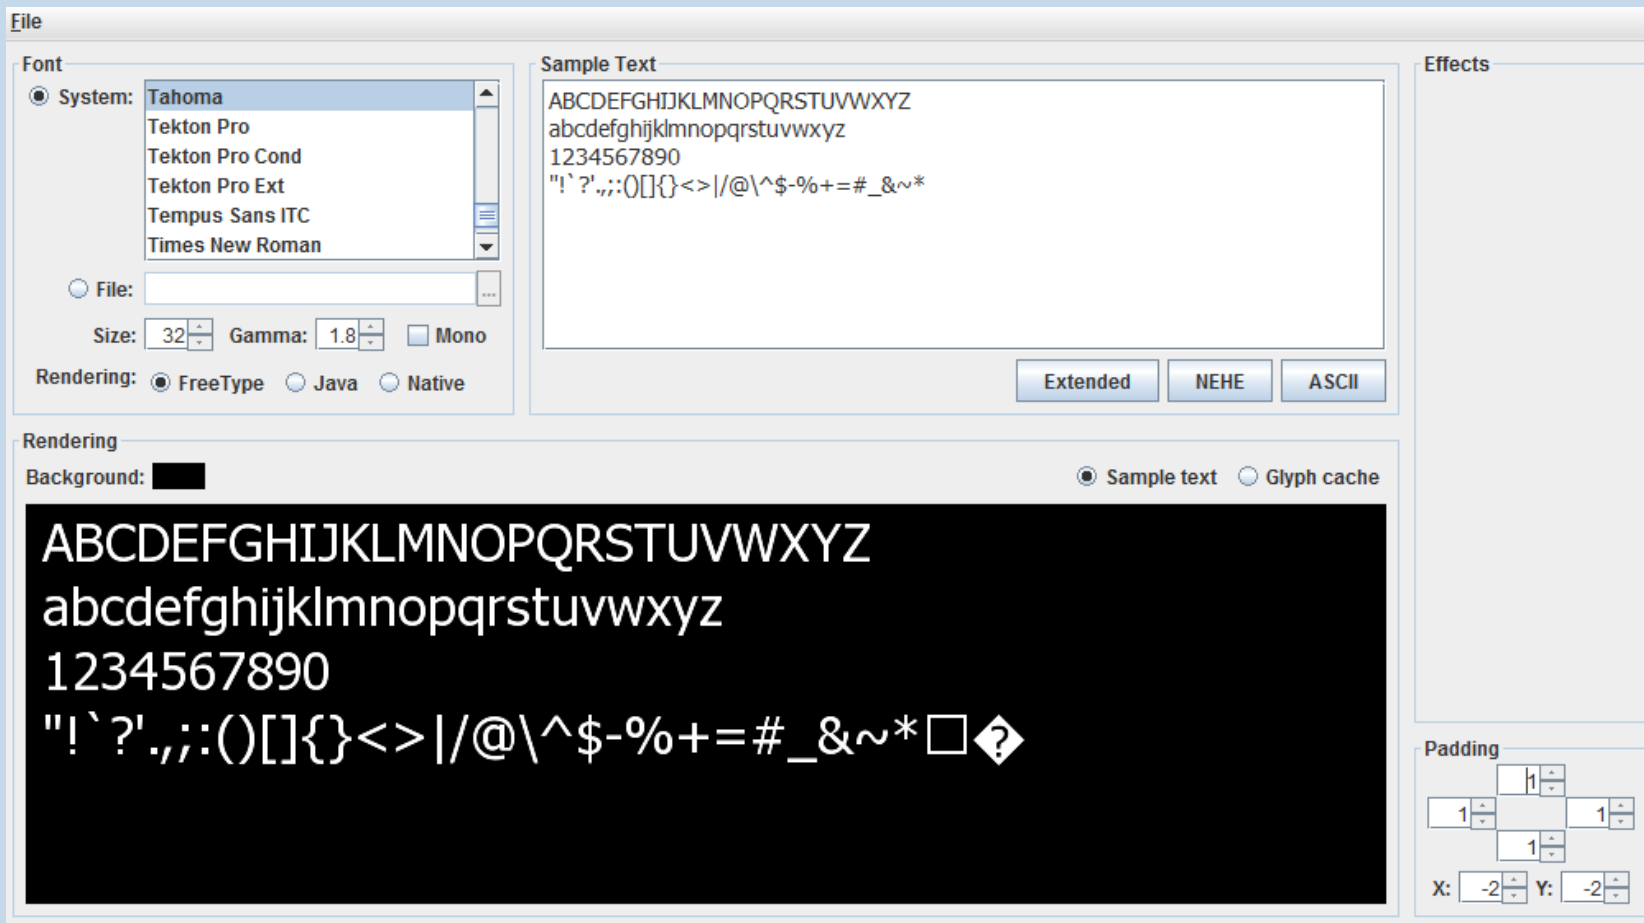 File
Font
System:
Tahoma
Tekton Pro
Tekton Pro Cond
Tekton Pro Ext
Tempus Sans ITC
Times New Roman
File:
...
Size: 32 Gamma: 1.8 Mono
Rendering: FreeType Java Native
Sample Text
ABCDEFGHIJKLMNOPQRSTUVWXYZ
abcdefghijklmnopqrstuvwxyz
1234567890
"!`?'.,;:()[]{}<>|/@\^$-%+=#_&~*
Extended NEHE ASCII
Effects
Rendering
Background:
Sample text Glyph cache
ABCDEFGHIJKLMNOPQRSTUVWXYZ
abcdefghijklmnopqrstuvwxyz
1234567890
"!`?'.,;:()[]{}<>|/@\^$-%+=#_&~*□�
Padding
1
1 1
1
X: -2 Y: -2